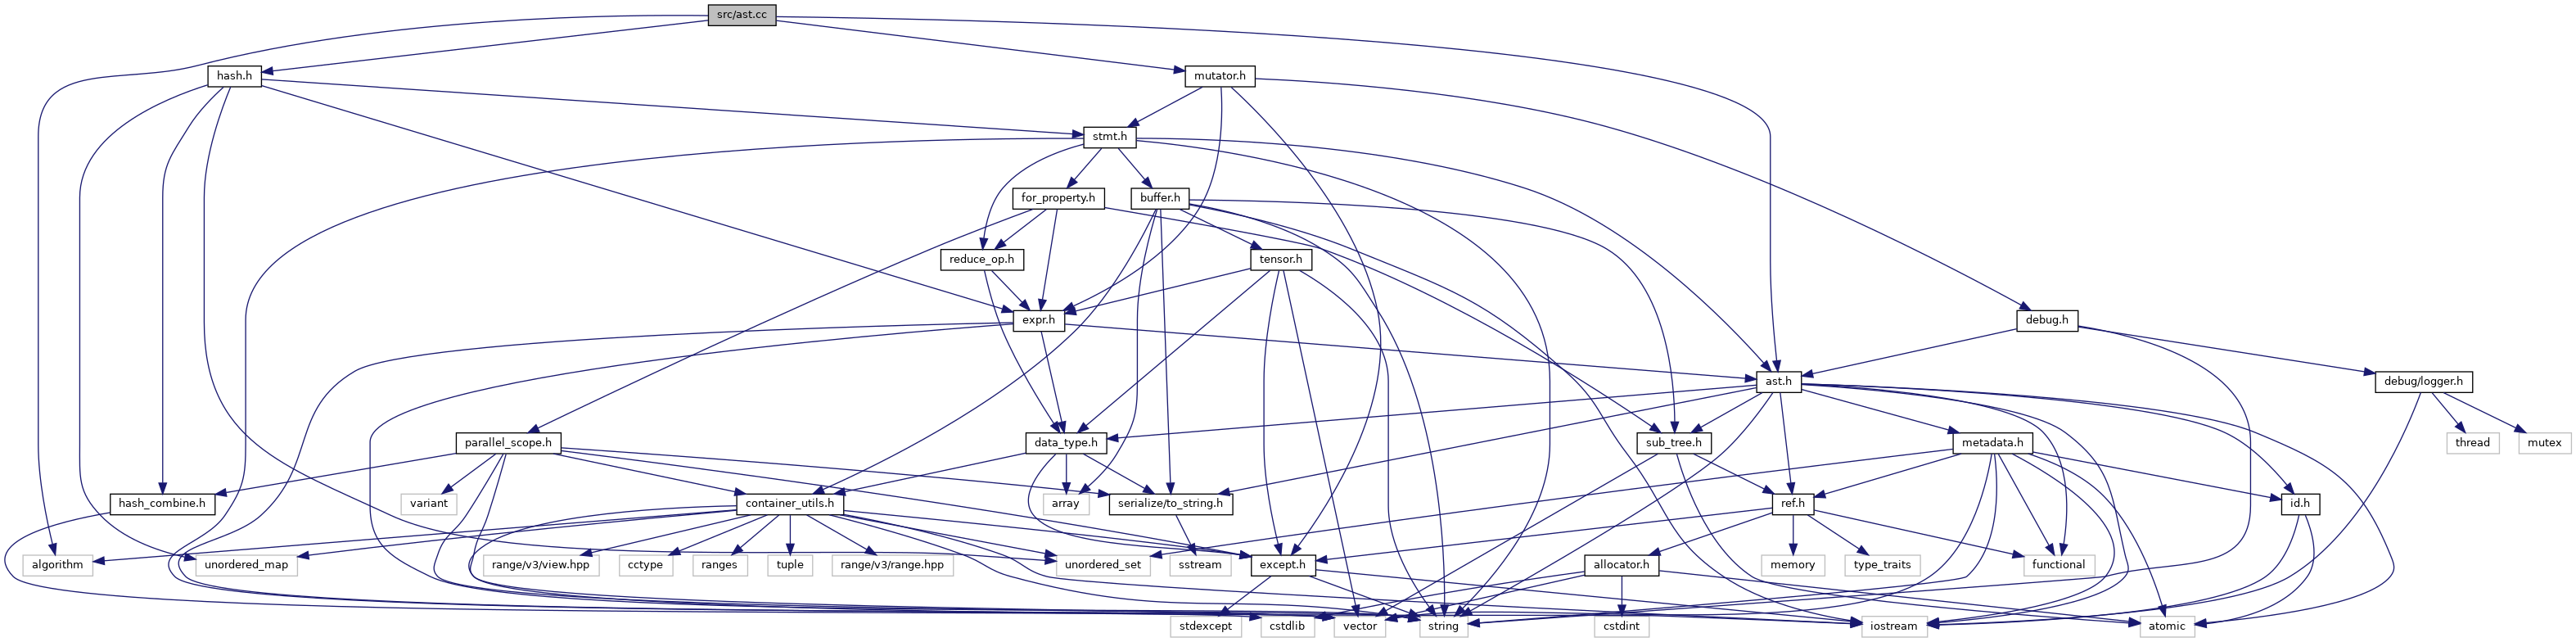 src/ast.cc
hash.h
mutator.h
stmt.h
for_property.h
buffer.h
reduce_op.h
tensor.h
expr.h
debug.h
ast.h
debug/logger.h
parallel_scope.h
data_type.h
sub_tree.h
metadata.h
thread
mutex
hash_combine.h
variant
container_utils.h
array
serialize/to_string.h
ref.h
id.h
algorithm
unordered_map
range/v3/view.hpp
cctype
ranges
tuple
range/v3/range.hpp
unordered_set
sstream
except.h
allocator.h
memory
type_traits
functional
stdexcept
cstdlib
vector
string
cstdint
iostream
atomic